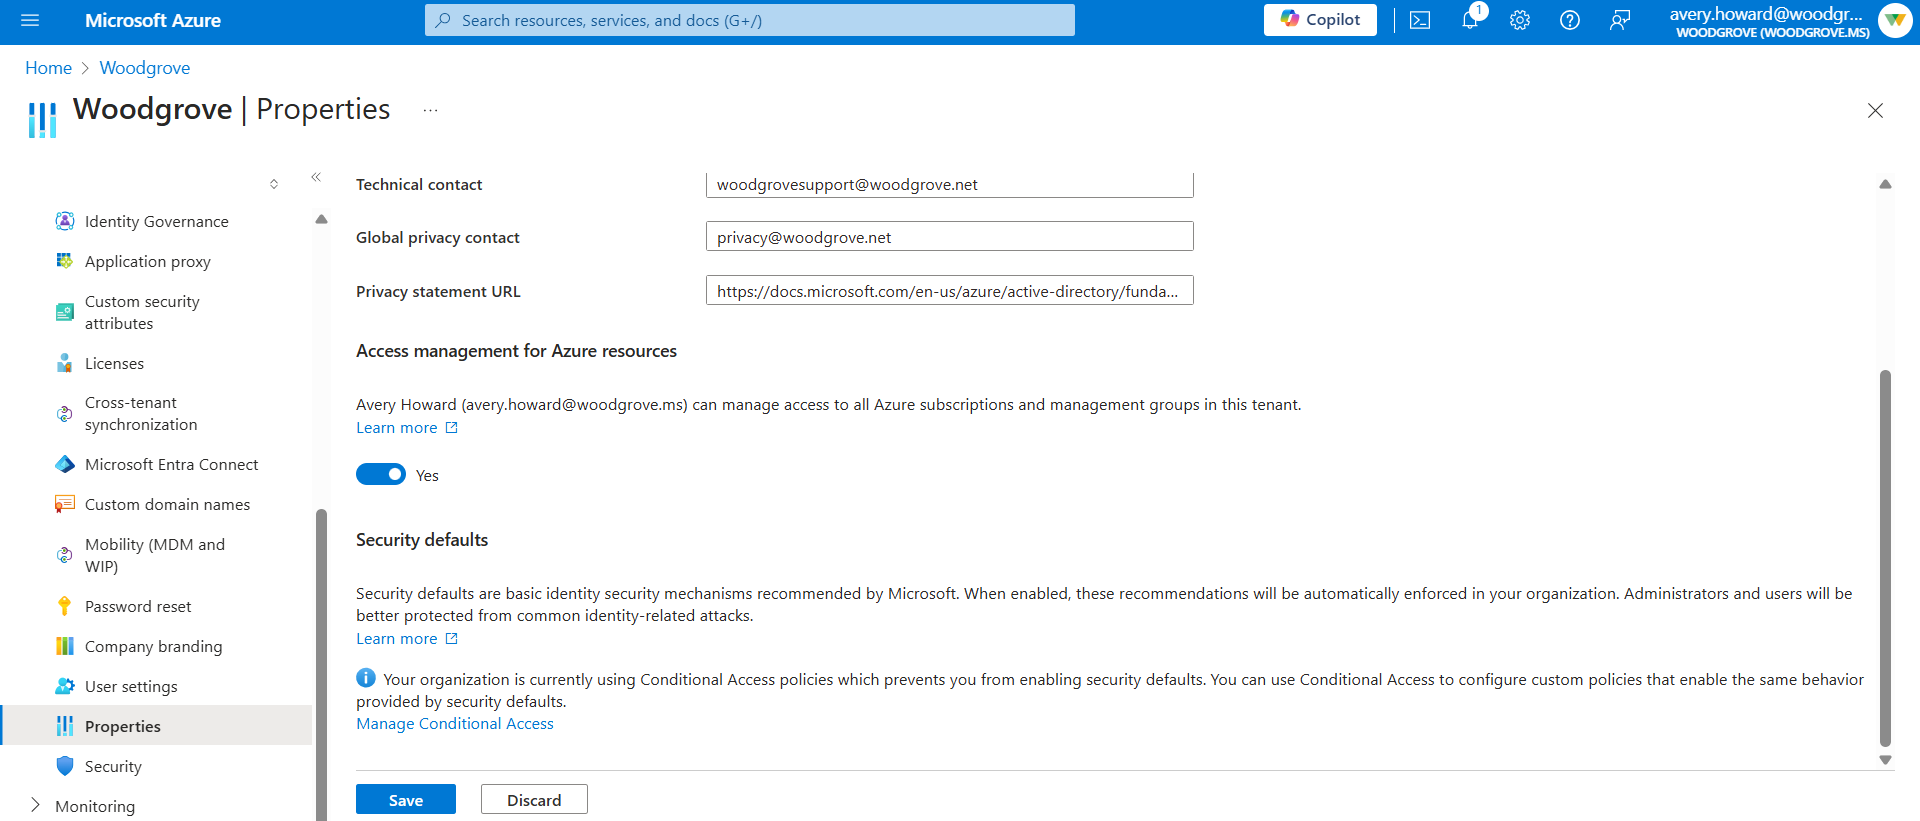 Microsoft Azure
Search resources, services, and docs (G+/)
Copilot
1
avery.howard@woodgr...
WOODGROVE (WOODGROVE.MS)
Home > Woodgrove
Woodgrove | Properties ...
Technical contact
woodgrovesupport@woodgrove.net
Identity Governance
Global privacy contact
privacy@woodgrove.net
Application proxy
Privacy statement URL
https://docs.microsoft.com/en-us/azure/active-directory/funda...
Custom security
attributes
Licenses
Cross-tenant
synchronization
Microsoft Entra Connect
Custom domain names
Mobility (MDM and
WIP)
Password reset
Company branding
User settings
Properties
Security
Monitoring
Access management for Azure resources
Avery Howard (avery.howard@woodgrove.ms) can manage access to all Azure subscriptions and management groups in this tenant.
Learn more
Yes
Security defaults
Security defaults are basic identity security mechanisms recommended by Microsoft. When enabled, these recommendations will be automatically enforced in your organization. Administrators and users will be
better protected from common identity-related attacks.
Learn more
Your organization is currently using Conditional Access policies which prevents you from enabling security defaults. You can use Conditional Access to configure custom policies that enable the same behavior
provided by security defaults.
Manage Conditional Access
Save
Discard